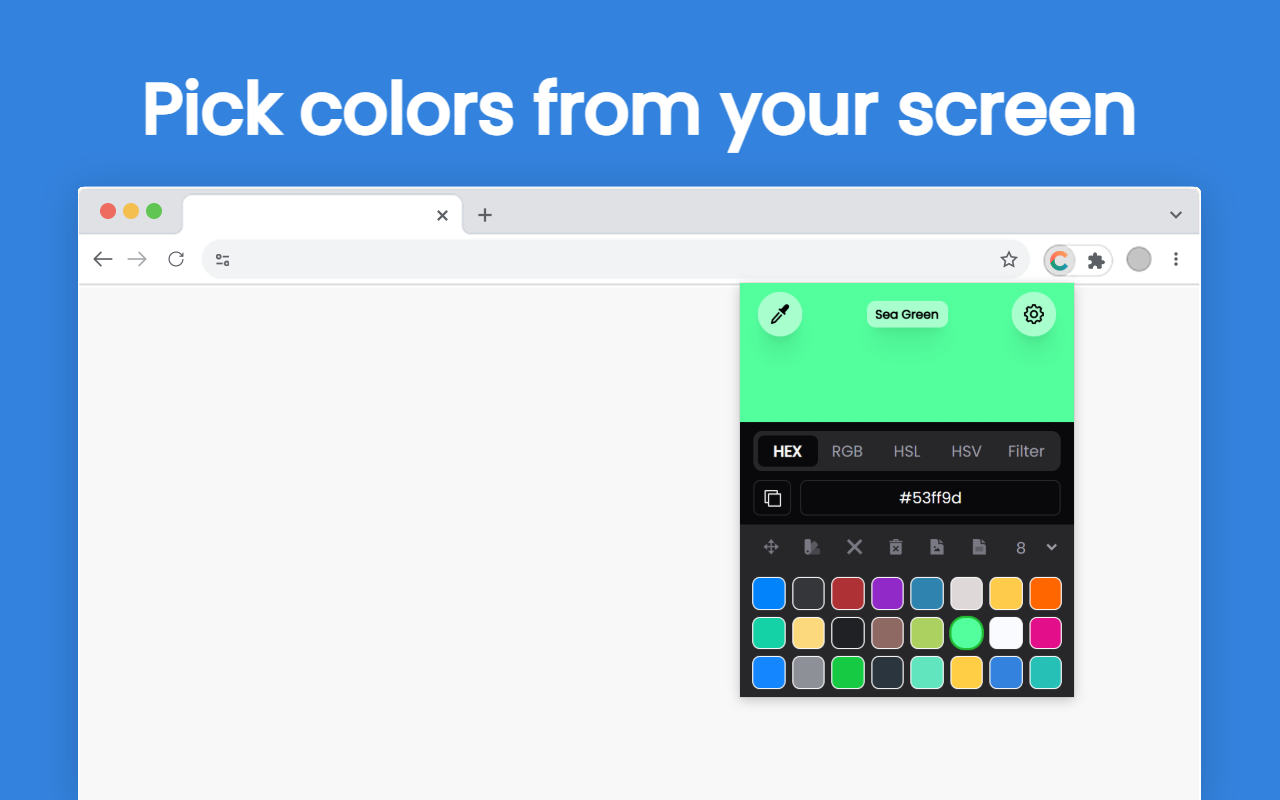 Pick colors from your screen
Sea Green
HEX RGB HSL HSV Filter
#53ff9d
8